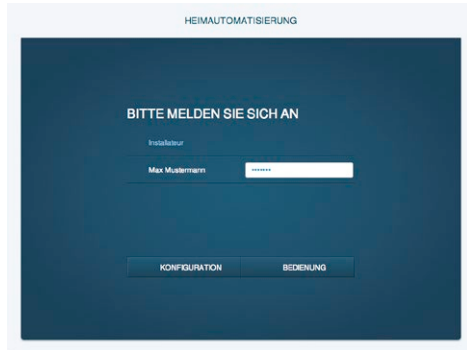 HEIMAUTOMATISIERUNG
BITTE MELDEN SIE SICH AN
Installateur
Max Mustermann
KONFIGURATION BEDIENUNG